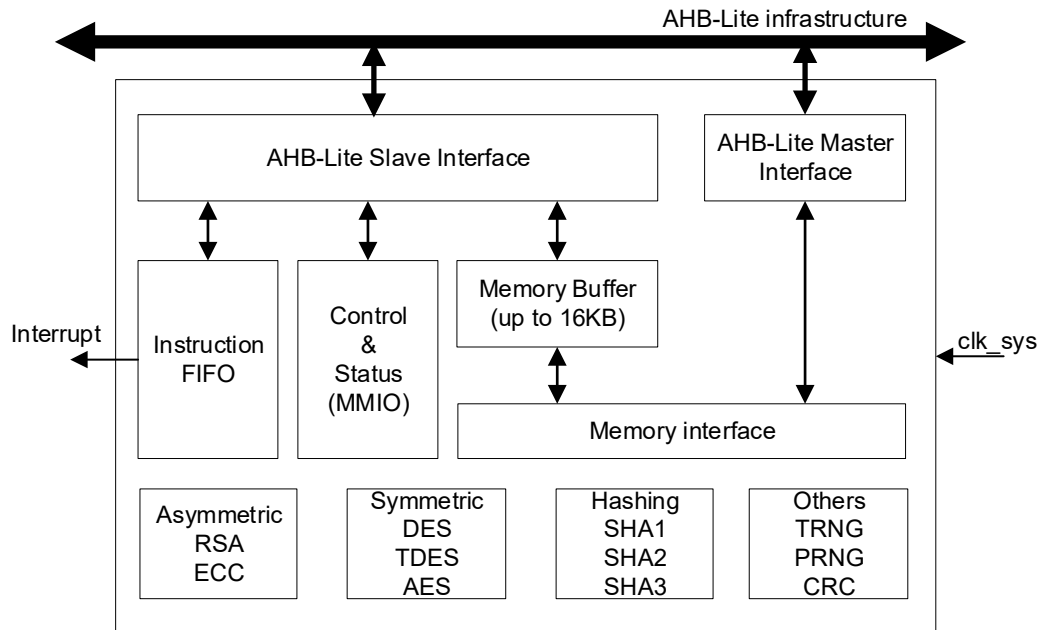 AHB-Lite infrastructure
AHB-Lite Slave Interface
AHB-Lite Master
Interface
Interrupt
Instruction
FIFO
Control
&
Status
(MMIO)
Memory Buffer
(up to 16KB)
clk_sys
Memory interface
Asymmetric
RSA
ECC
Symmetric
DES
TDES
AES
Hashing
SHA1
SHA2
SHA3
Others
TRNG
PRNG
CRC